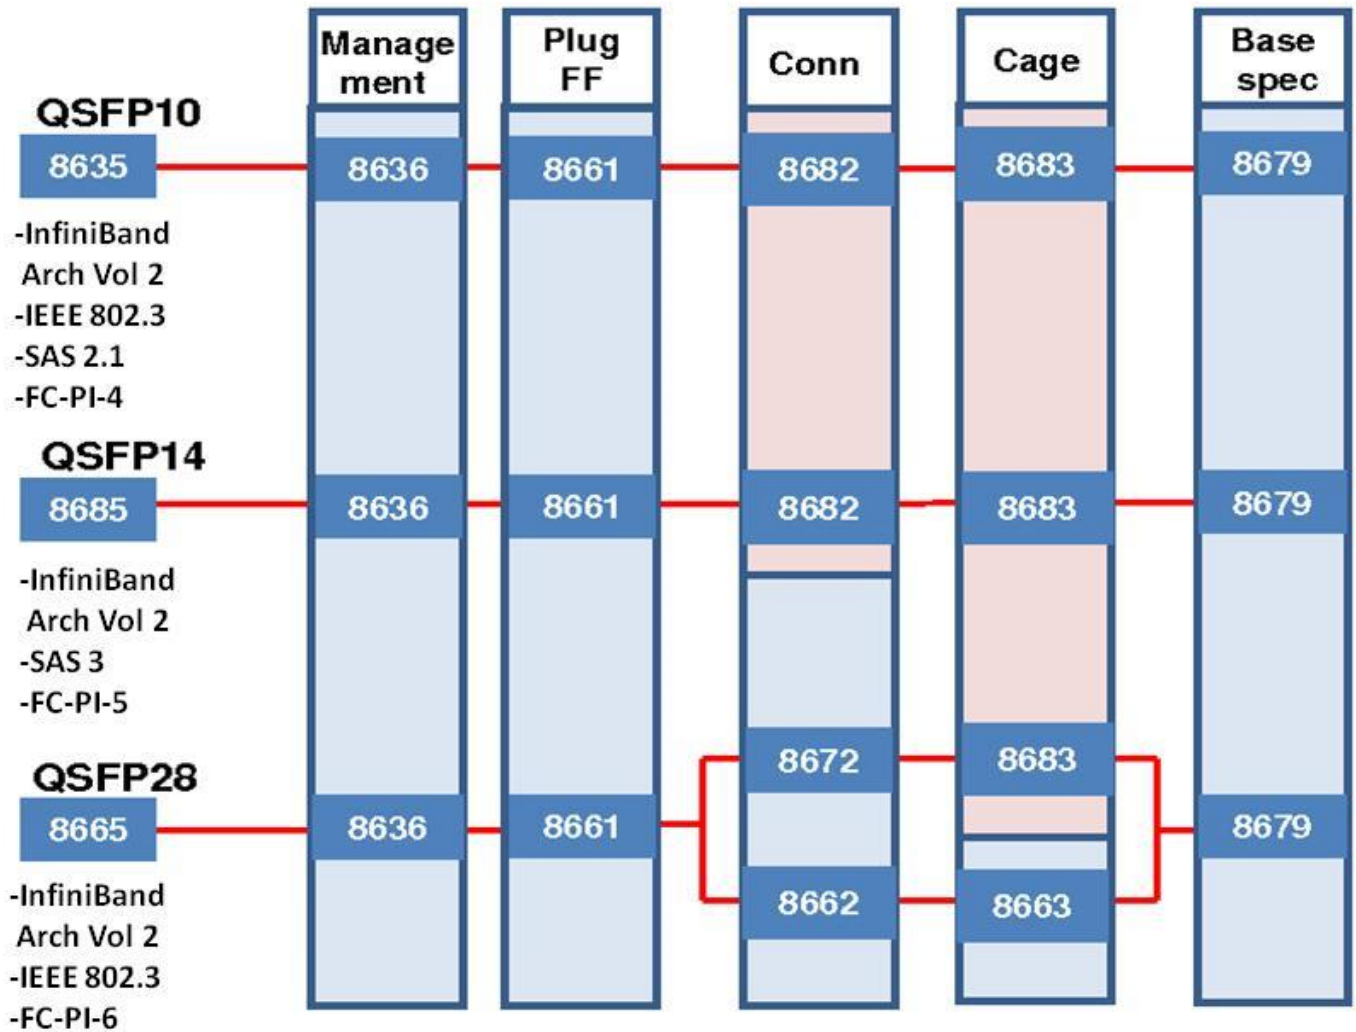 Manage
ment
Plug
FF
Conn
Cage
Base
spec
QSFP10
8635
8636
8661
8682
8683
8679
-InfiniBand
Arch Vol 2
-IEEE 802.3
-SAS 2.1
-FC-PI-4
QSFP14
8685
8636
8661
8682
8683
8679
-InfiniBand
Arch Vol 2
-SAS 3
-FC-PI-5
QSFP28
8665
8636
8661
8672
8683
8679
8662
8663
-InfiniBand
Arch Vol 2
-IEEE 802.3
-FC-PI-6